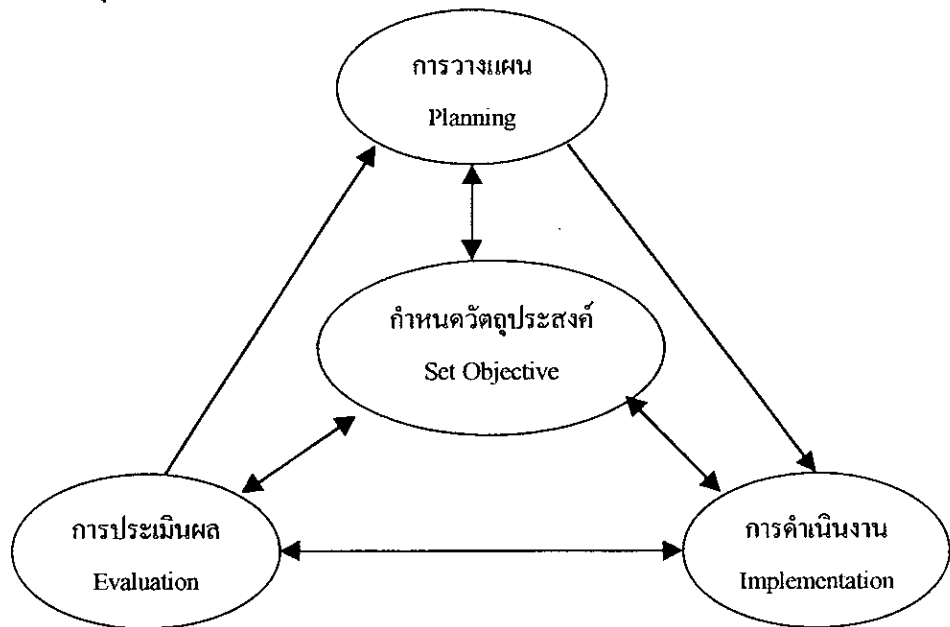 การวางแผน
Planning
กำหนดวัตถุประสงค์
Set Objective
การประเมินผล
Evaluation
การดำเนินงาน
Implementation